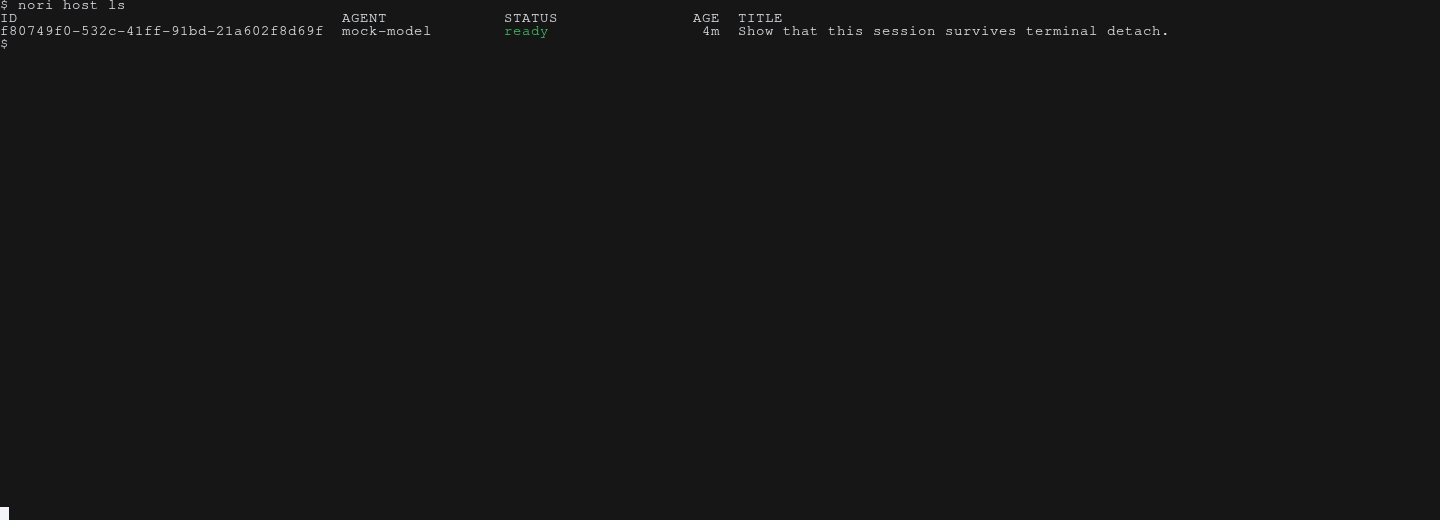 $ nori host ls
ID                                    AGENT             STATUS               AGE  TITLE
f80749f0-532c-41ff-91bd-21a602f8d69f  mock-model        ready                 4m  Show that this session survives terminal detach.
$